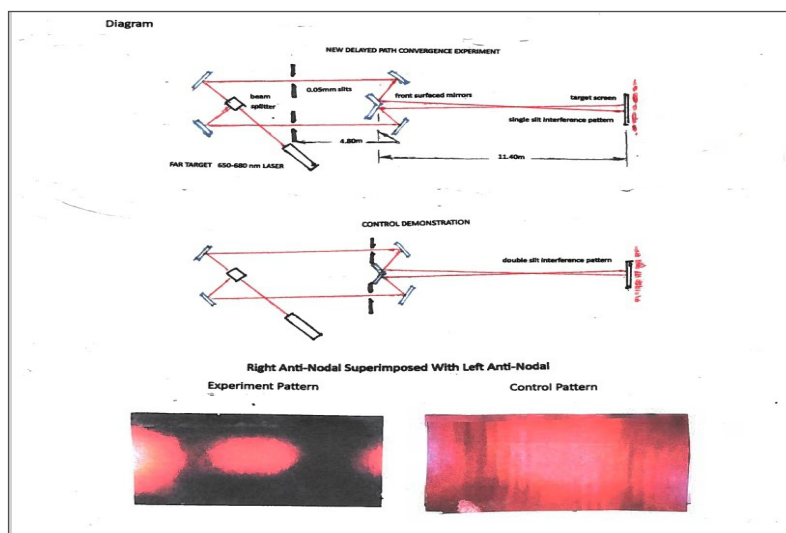 Diagram
NEW DELAYED PATH CONVERGENCE EXPERIMENT
beam
splitter
0.05mm slits
front surfaced mirrors
target screen
single slit interference pattern
4.80m
11.40m
FAR TARGET 650-680 nm LASER
CONTROL DEMONSTRATION
double slit interference pattern
Right Anti-Nodal Superimposed With Left Anti-Nodal
Experiment Pattern
Control Pattern